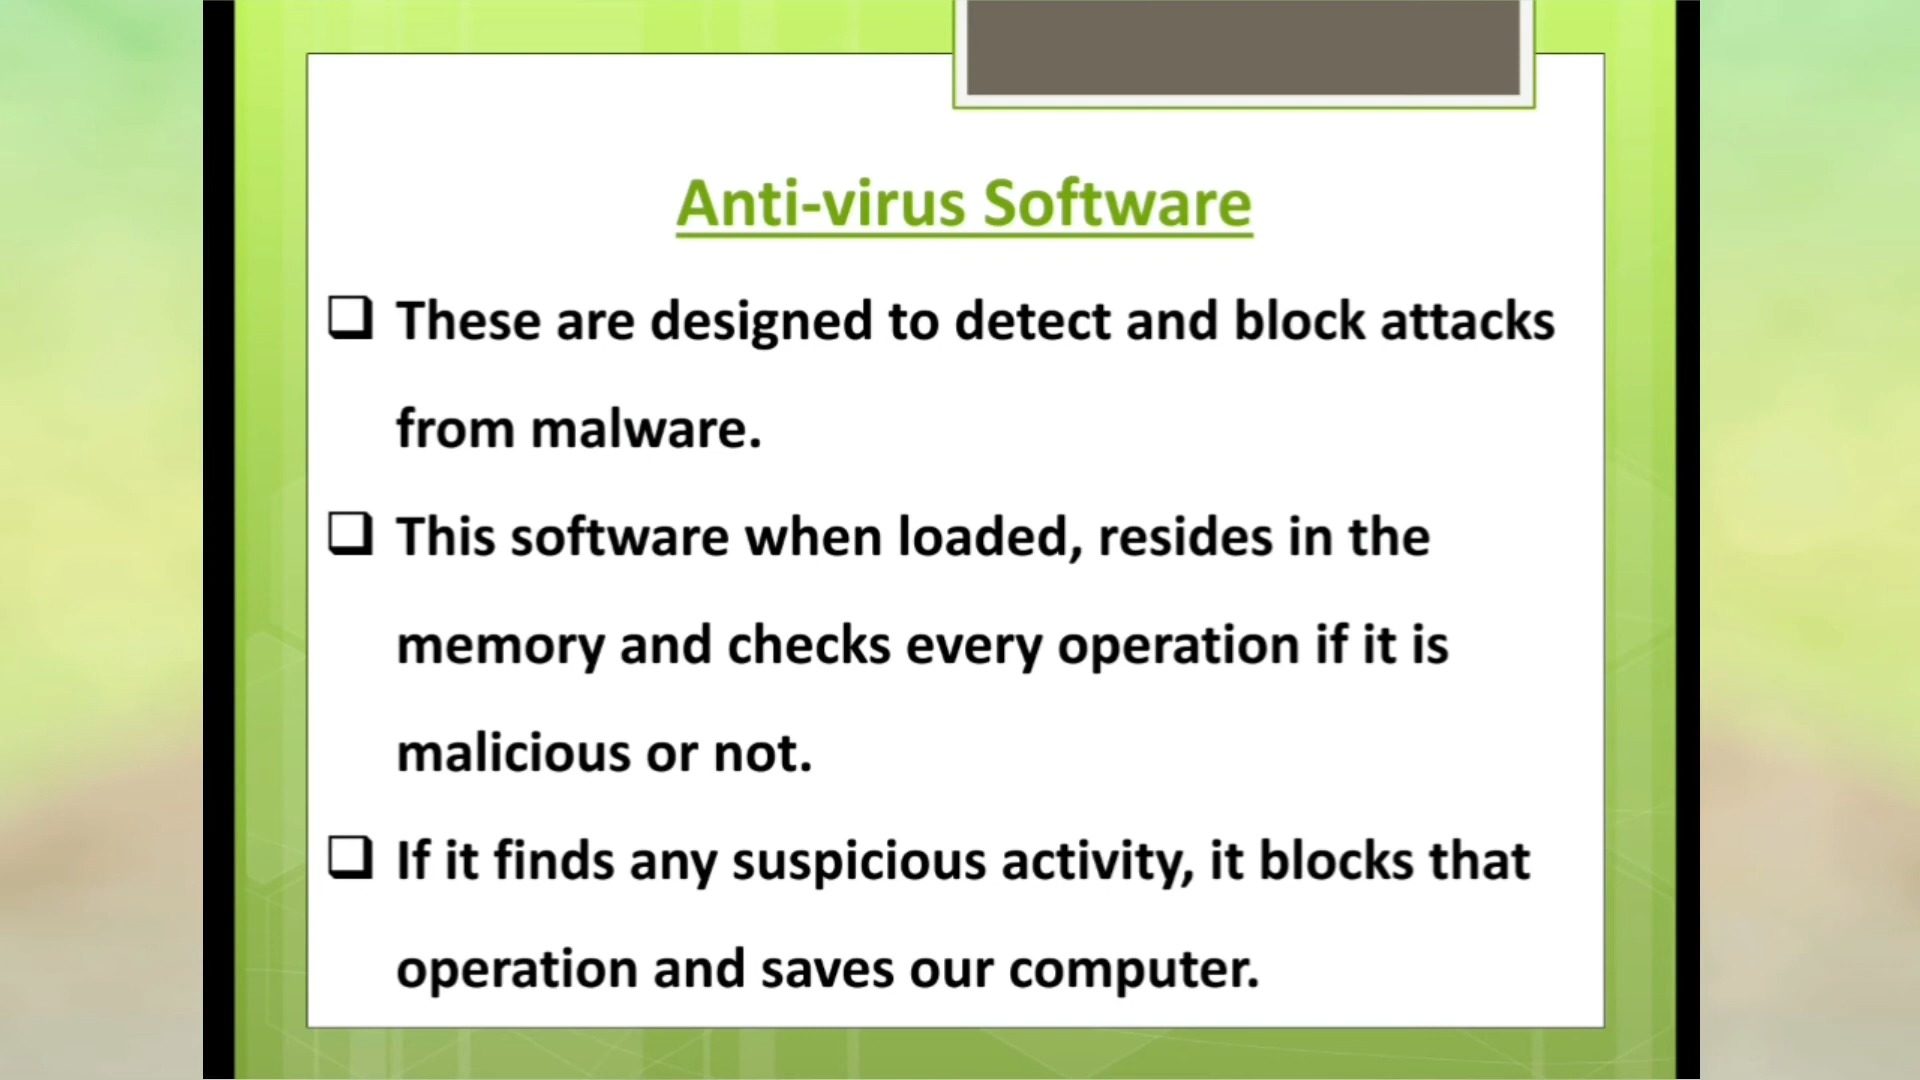 Anti-virus Software
❑ These are designed to detect and block attacks
from malware.
❑ This software when loaded, resides in the
memory and checks every operation if it is
malicious or not.
❑ If it finds any suspicious activity, it blocks that
operation and saves our computer.